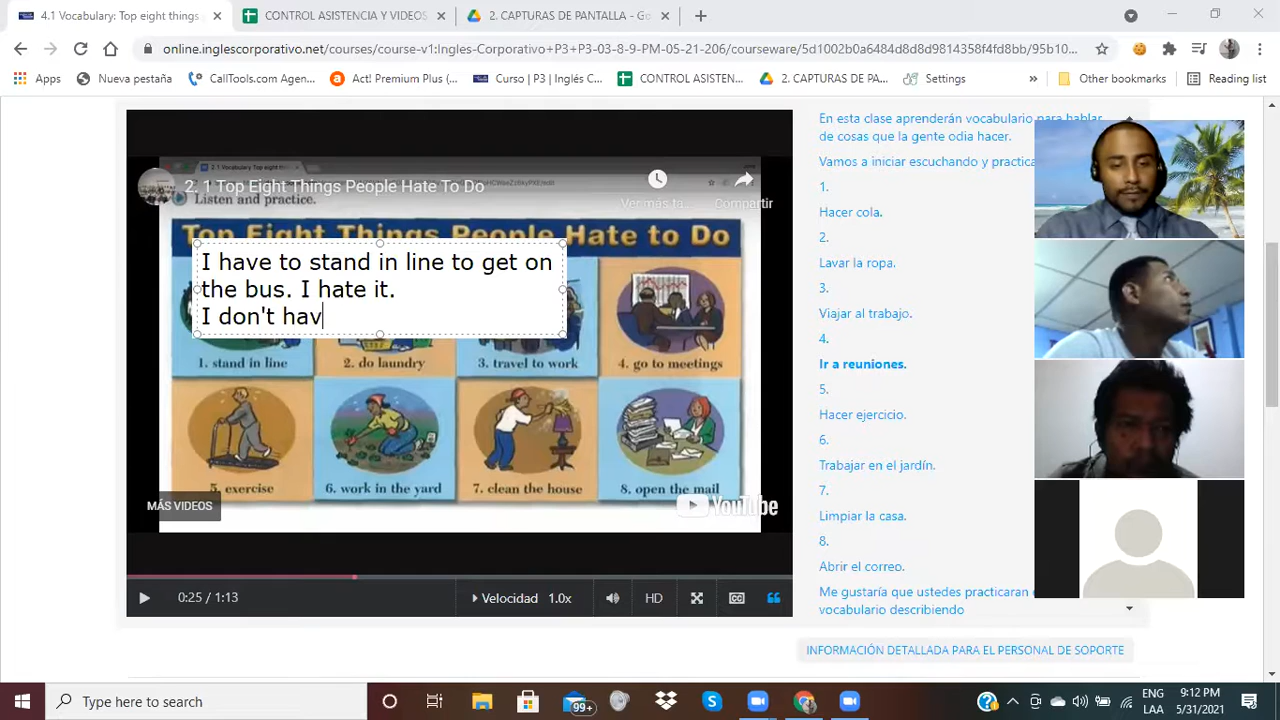 4.1 Vocabulary: Top eight things
CONTROL ASISTENCIA Y VIDEOS
2. CAPTURAS DE PANTALLA - Go
online.inglescorporativo.net/courses/course-v1:Ingles-Corporativo+P3+P3-03-8-9-PM-05-21-206/courseware/5d1002b0a6484d8d8d9814358f4fd8bb/95b10...
Apps
Nueva pestaña
CallTools.com Agen...
Act! Premium Plus (...
Curso | P3 | Inglés C...
CONTROL ASISTEN...
2. CAPTURAS DE PA...
Settings
»
Other bookmarks
Reading list
2. 1 Top Eight Things People Hate To Do
Ver más ta...
Compartir
Listen and practice.
Top Eight Things People Hate to Do
I have to stand in line to get on
the bus. I hate it.
I don't hav
1. stand in line
2. do laundry
3. travel to work
4. go to meetings
5. exercise
6. work in the yard
7. clean the house
8. open the mail
MÁS VIDEOS
YouTube
0:25 / 1:13
Velocidad 1.0x
HD
En esta clase aprenderán vocabulario para hablar
de cosas que la gente odia hacer.
Vamos a iniciar escuchando y practica
1.
Hacer cola.
2.
Lavar la ropa.
3.
Viajar al trabajo.
4.
Ir a reuniones.
5.
Hacer ejercicio.
6.
Trabajar en el jardín.
7.
Limpiar la casa.
8.
Abrir el correo.
Me gustaría que ustedes practicaran
vocabulario describiendo
INFORMACIÓN DETALLADA PARA EL PERSONAL DE SOPORTE
Type here to search
99+
ENG
LAA
9:12 PM
5/31/2021